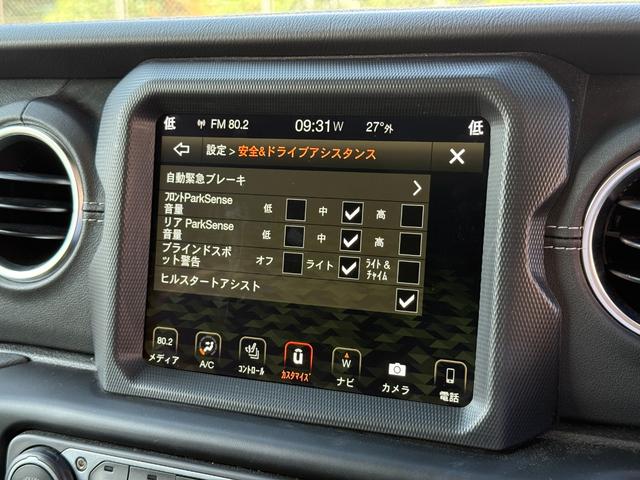 低 FM 80.2 09:31 W 27°外 低
設定 > 安全&ドライブアシスタンス
自動緊急ブレーキ
フロントParkSense
音量 低 中 高
リア ParkSense
音量 低 中 高
ブラインドスポ
ット警告 オフ ライト ライト &
チャイム
ヒルスタートアシスト
80.2 W
メディア A/C コントロール カスタマイズ ナビ カメラ 電話